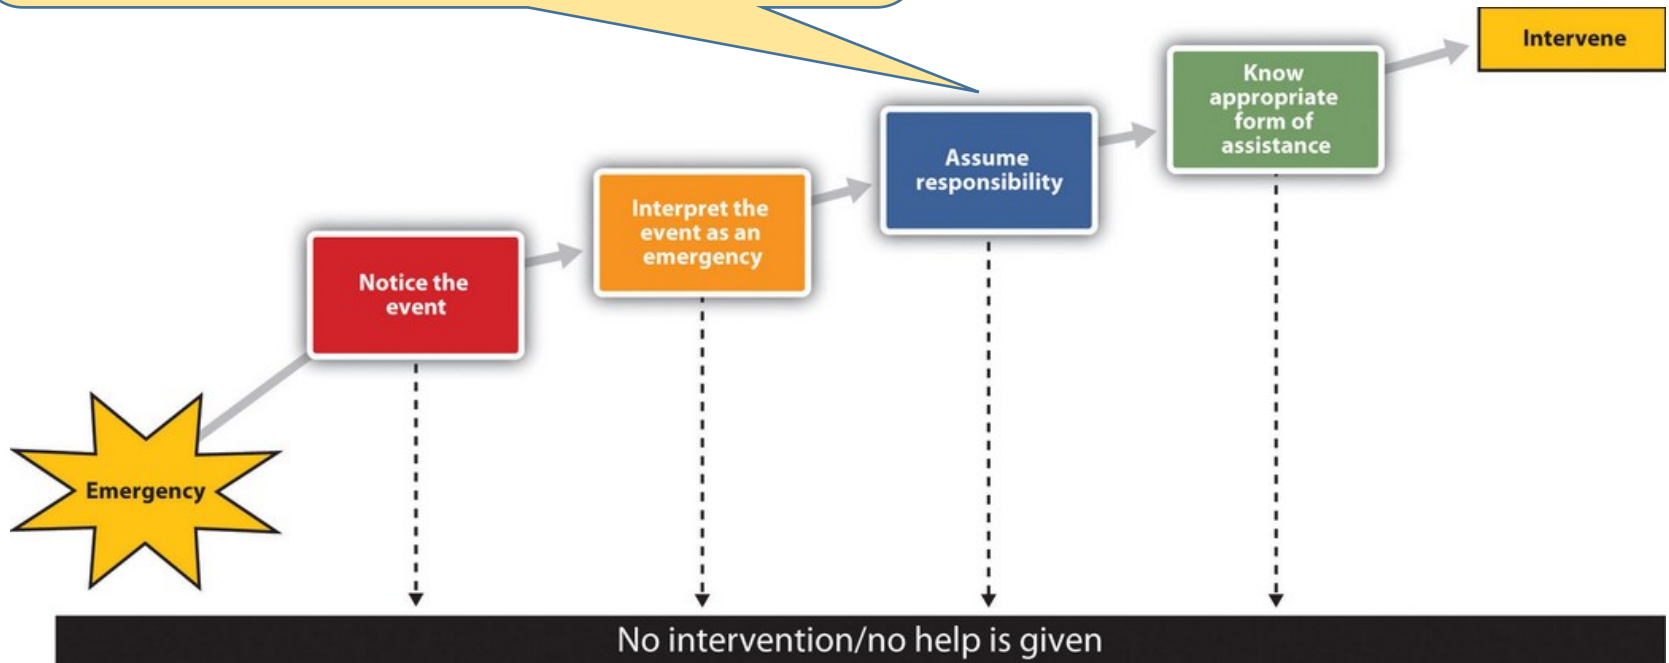 Intervene
Know
appropriate
form of
assistance
Assume
responsibility
Interpret the
event as an
emergency
Notice the
event
Emergency
No intervention/no help is given